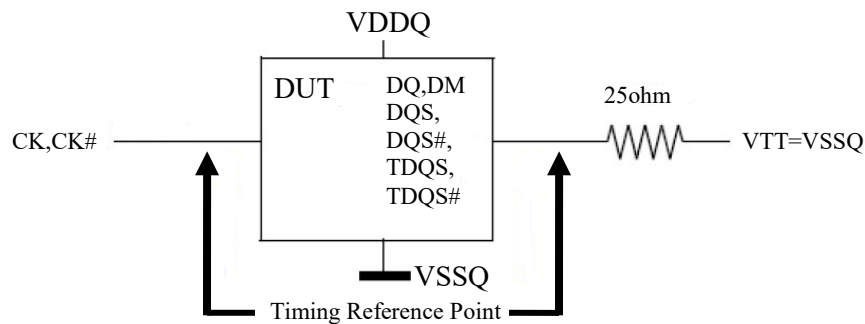 VDDQ
DUT
DQ,DM
DQS,
DQS#,
TDQS,
TDQS#
25ohm
CK,CK#
VTT=VSSQ
VSSQ
Timing Reference Point